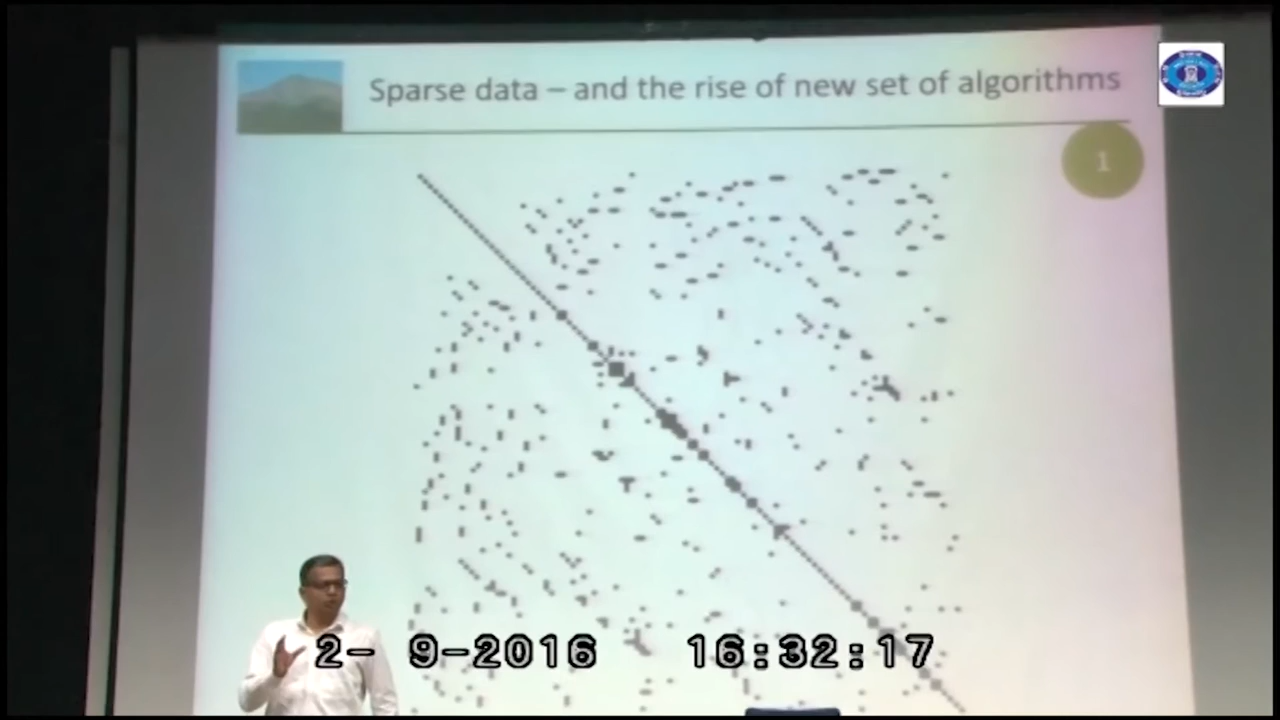 Sparse data – and the rise of new set of algorithms
1
2- 9-2016 16:32:17